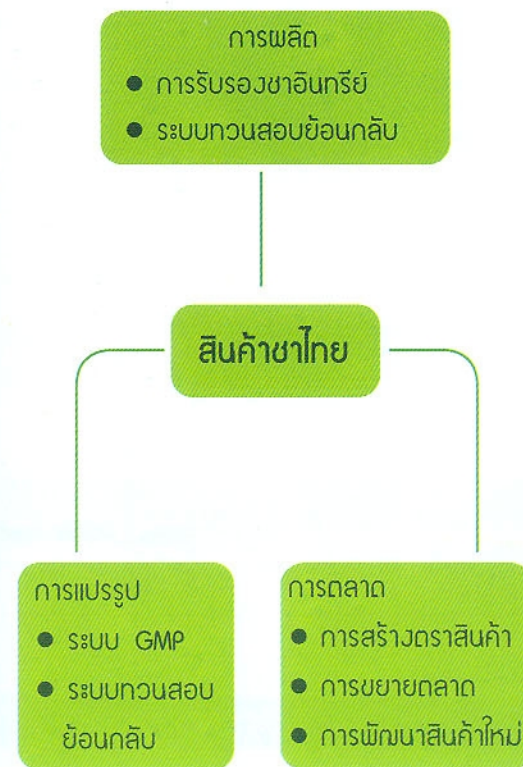 การผลิต
● การรับรองชาอินทรีย์
● ระบบทวนสอบย้อนกลับ
สินค้าชาไทย
การแปรรูป
● ระบบ GMP
● ระบบทวนสอบ
ย้อนกลับ
การตลาด
● การสร้างตราสินค้า
● การขยายตลาด
● การพัฒนาสินค้าใหม่